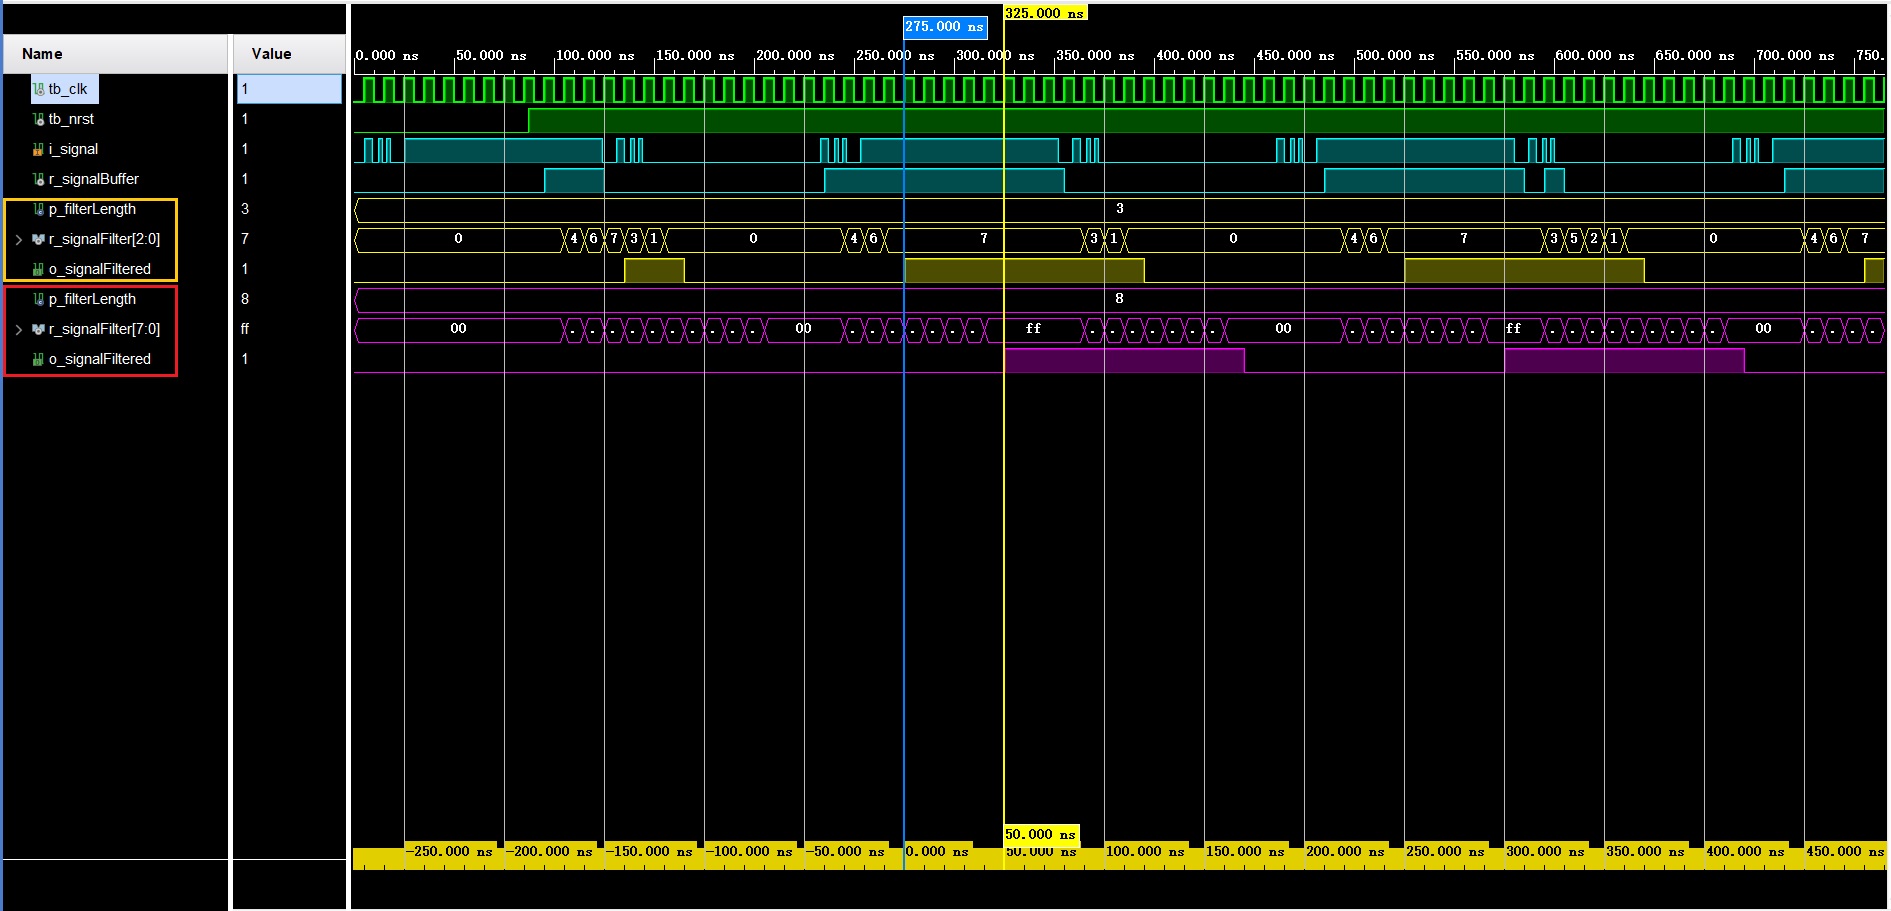 325.000 ns
275.000 ns
Name Value
0.000 ns 50.000 ns 100.000 ns 150.000 ns 200.000 ns 250.00 300.00 ns 350.000 ns 400.000 ns 450.000 ns 500.000 ns 550.000 ns 600.000 ns 650.000 ns 700.000 ns 750.
tb_clk 1
tb_nrst 1
i_signal 1
r_signalBuffer 1
p_filterLength 3 3
r_signalFilter[2:0] 7 0 4 6 7 3 1 0 4 6 7 3 1 0 4 6 7 3 5 2 1 0 4 6 7
o_signalFiltered 1
p_filterLength 8 8
r_signalFilter[7:0] ff 00 . . . . . . . . . . 00 . . . . . . . ff . . . . . . . 00 . . . . . . . ff . . . . . . . . . 00 . . . .
o_signalFiltered 1
50.000 ns
-250.000 ns -200.000 ns -150.000 ns -100.000 ns -50.000 ns 0.000 ns 50.000 ns 100.000 ns 150.000 ns 200.000 ns 250.000 ns 300.000 ns 350.000 ns 400.000 ns 450.000 ns